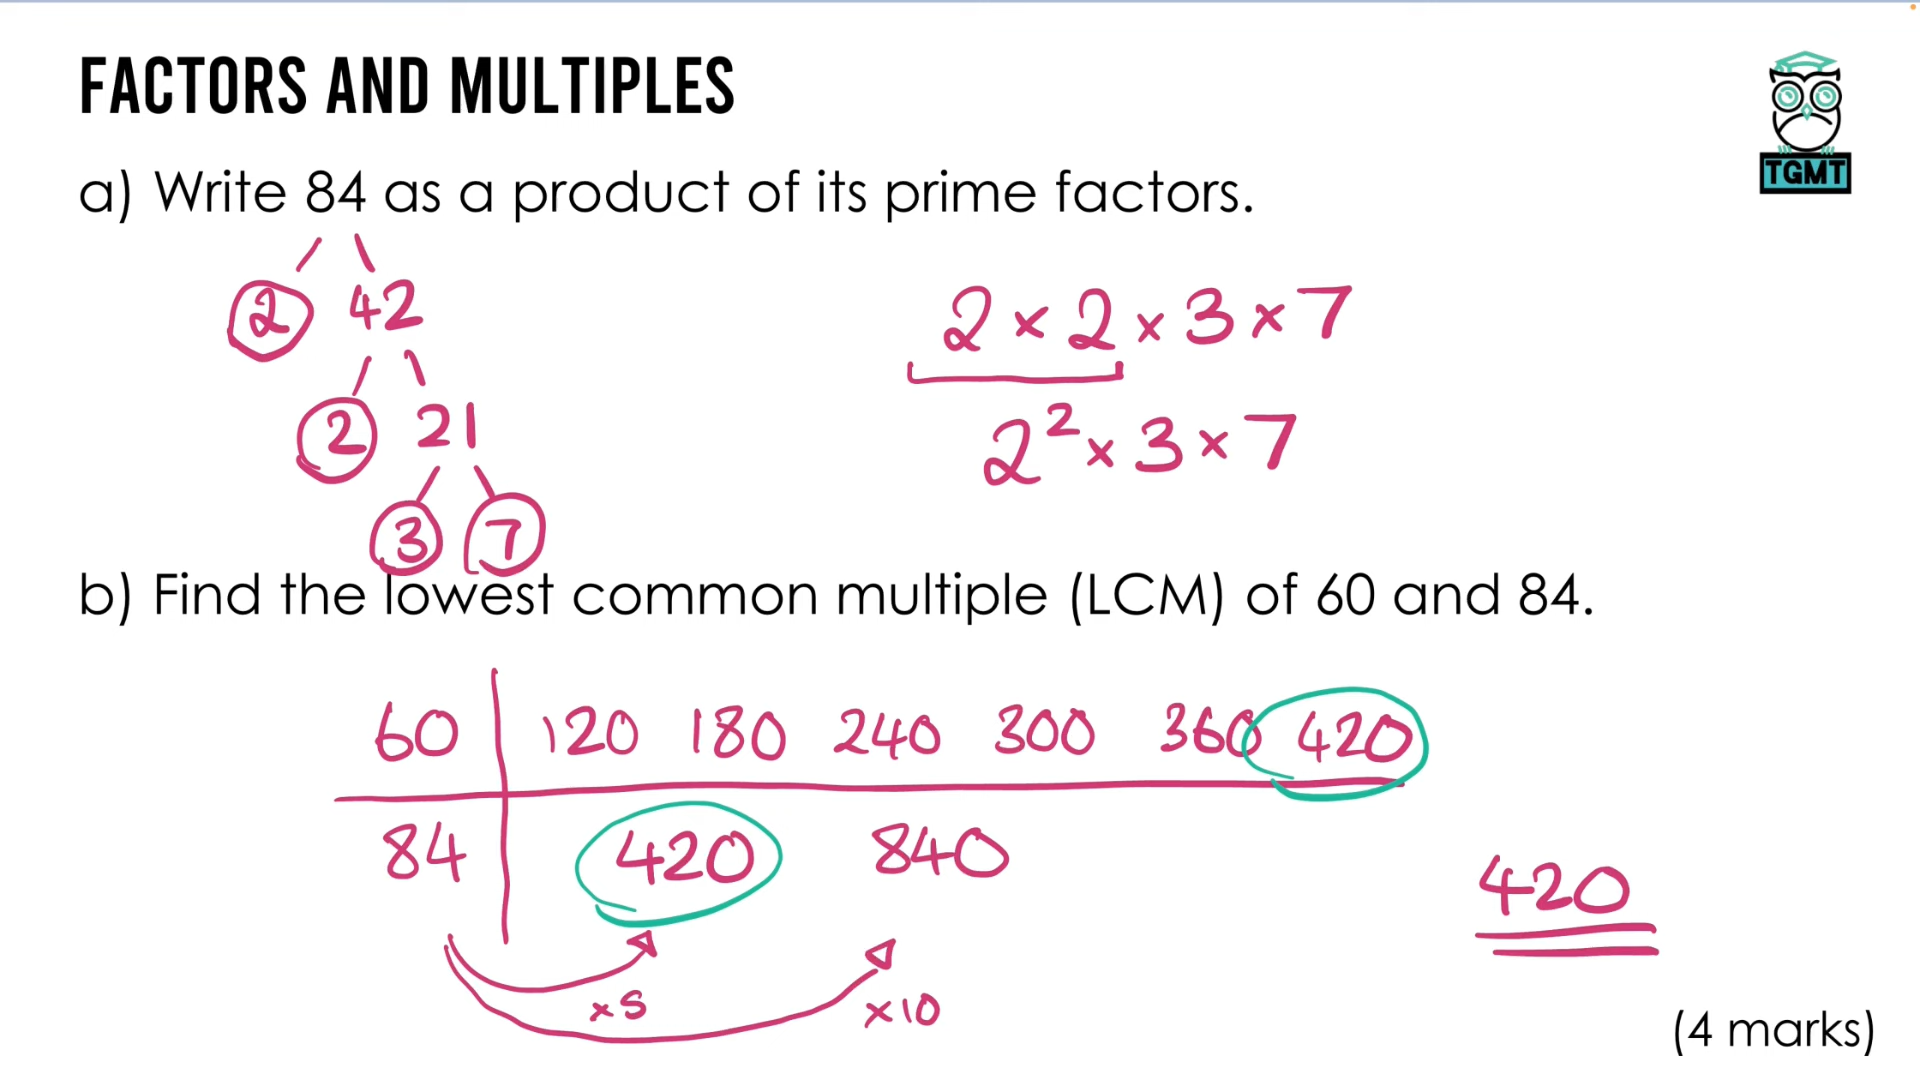 FACTORS AND MULTIPLES
TGMT
a) Write 84 as a product of its prime factors.
2 42
2 × 2 × 3 × 7
2 21
2² × 3 × 7
3 7
b) Find the lowest common multiple (LCM) of 60 and 84.
60 120 180 240 300 360 420
84 420 840
420
×5 ×10
(4 marks)